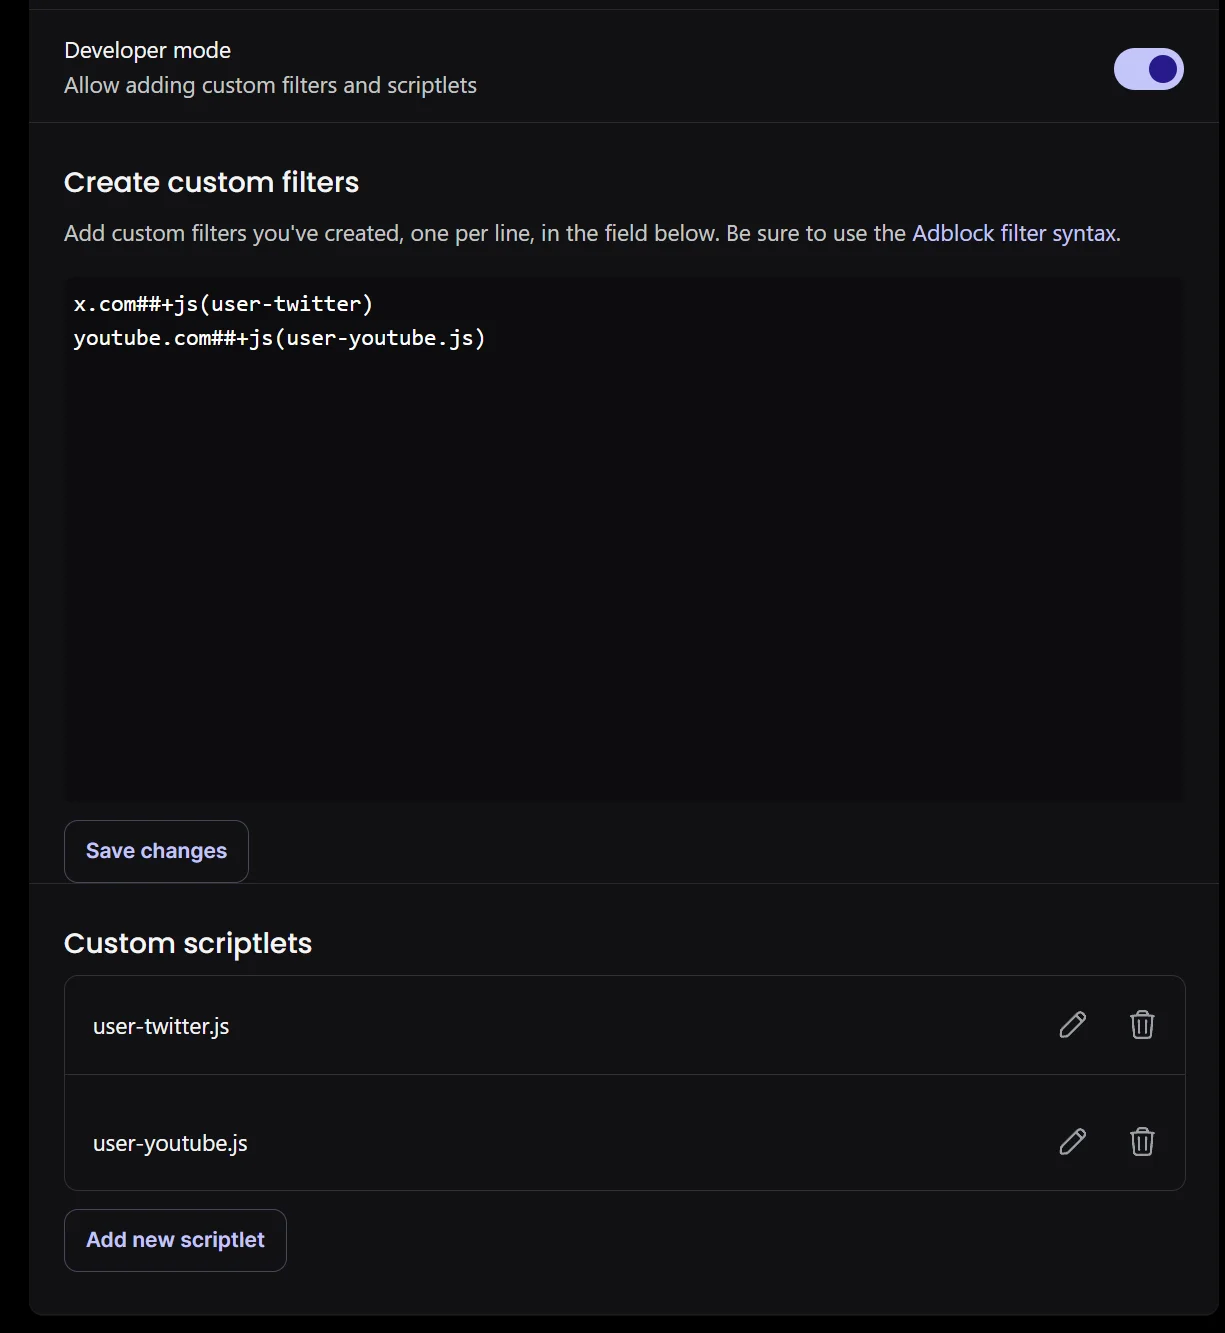 Developer mode
Allow adding custom filters and scriptlets
Create custom filters
Add custom filters you've created, one per line, in the field below. Be sure to use the Adblock filter syntax.
x.com##+js(user-twitter)
youtube.com##+js(user-youtube.js)
Save changes
Custom scriptlets
user-twitter.js
user-youtube.js
Add new scriptlet